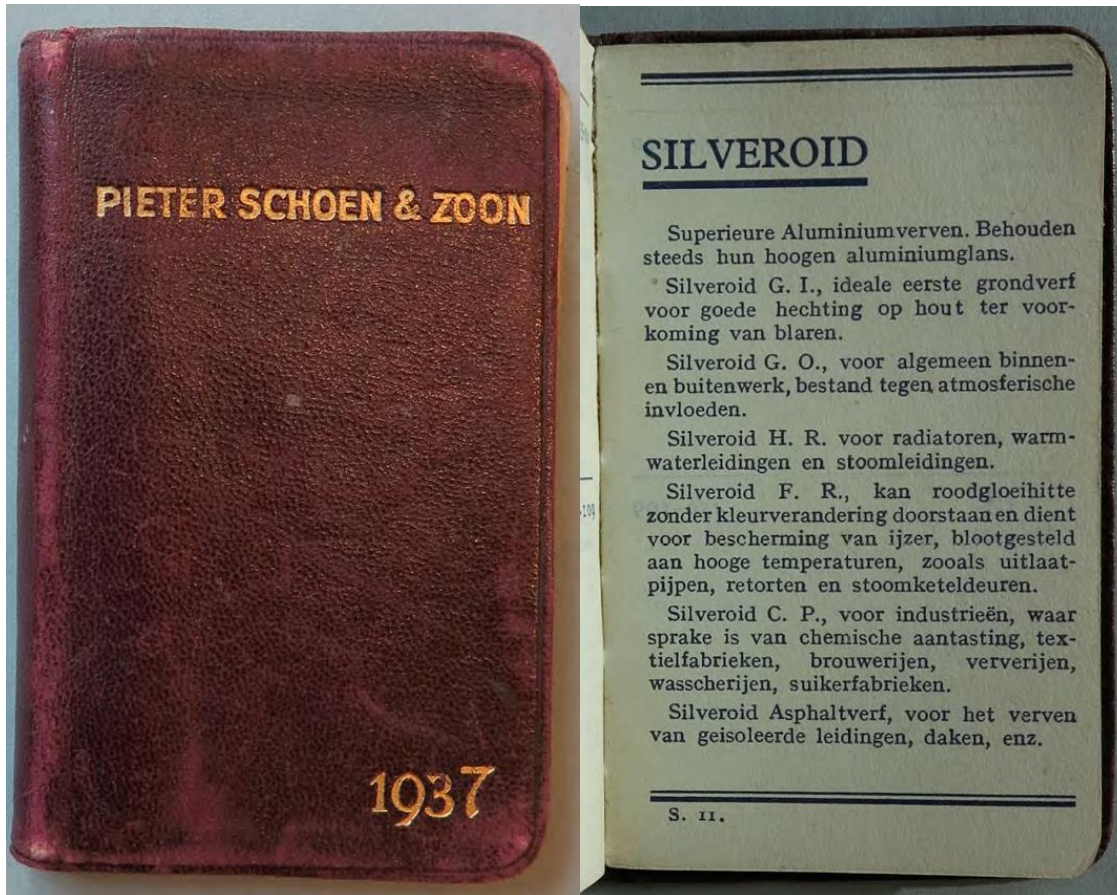 PIETER SCHOEN & ZOON
1937
SILVEROID
Superieure Aluminiumverven. Behouden
steeds hun hoogen aluminiumglans.
Silveroid G. I., ideale eerste grondverf
voor goede hechting op hout ter voor-
koming van blaren.
Silveroid G. O., voor algemeen binnen-
en buitenwerk, bestand tegen atmosferische
invloeden.
Silveroid H. R. voor radiatoren, warm-
waterleidingen en stoomleidingen.
Silveroid F. R., kan roodgloeihitte
zonder kleurverandering doorstaan en dient
voor bescherming van ijzer, blootgesteld
aan hooge temperaturen, zooals uitlaat-
pijpen, retorten en stoomketeldeuren.
Silveroid C. P., voor industrieën, waar
sprake is van chemische aantasting, tex-
tielfabrieken, brouwerijen, ververijen,
wasscherijen, suikerfabrieken.
Silveroid Asphaltverf, voor het verven
van geisoleerde leidingen, daken, enz.
S. 11.